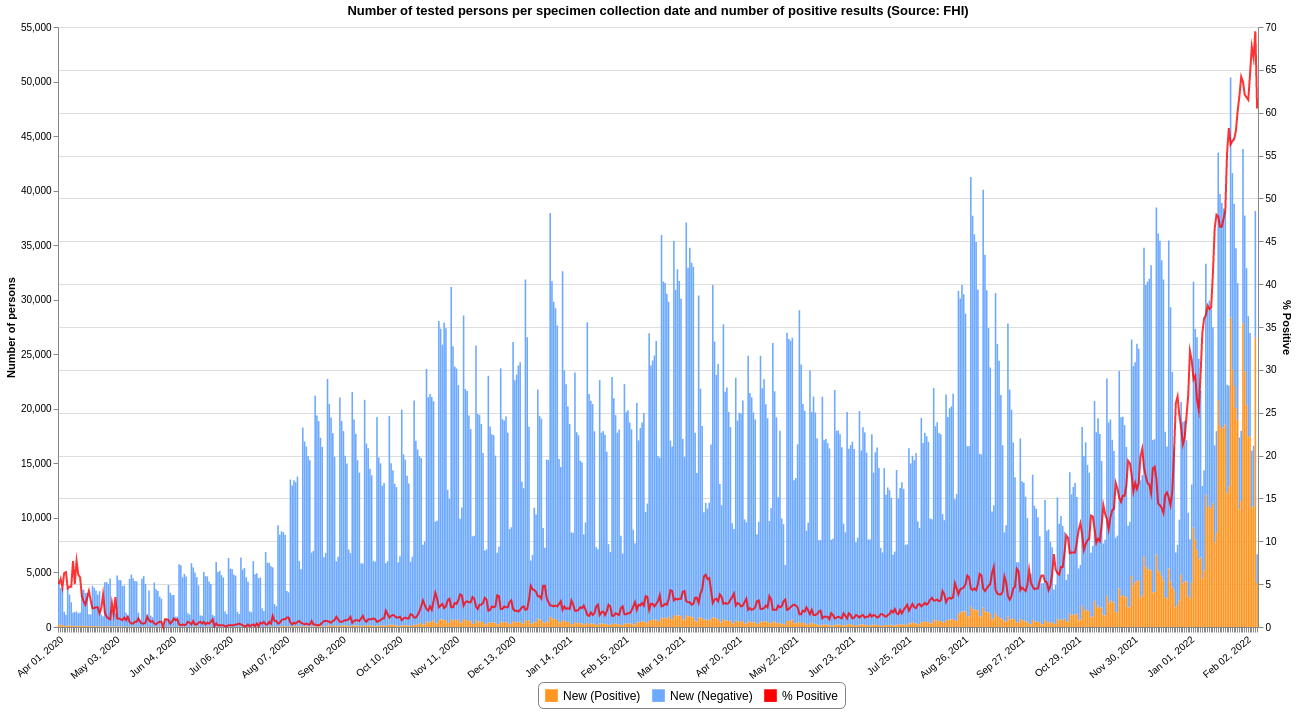 Number of tested persons per specimen collection date and number of positive results (Source: FHI)
55,000
50,000
45,000
40,000
35,000
30,000
25,000
20,000
15,000
10,000
5,000
0
Number of persons
70
65
60
55
50
45
40
35
30
25
20
15
10
5
0
% Positive
Apr 01, 2020
May 03, 2020
Jun 04, 2020
Jul 06, 2020
Aug 07, 2020
Sep 08, 2020
Oct 10, 2020
Nov 11, 2020
Dec 13, 2020
Jan 14, 2021
Feb 15, 2021
Mar 19, 2021
Apr 20, 2021
May 22, 2021
Jun 23, 2021
Jul 25, 2021
Aug 26, 2021
Sep 27, 2021
Oct 29, 2021
Nov 30, 2021
Jan 01, 2022
Feb 02, 2022
New (Positive) New (Negative) % Positive